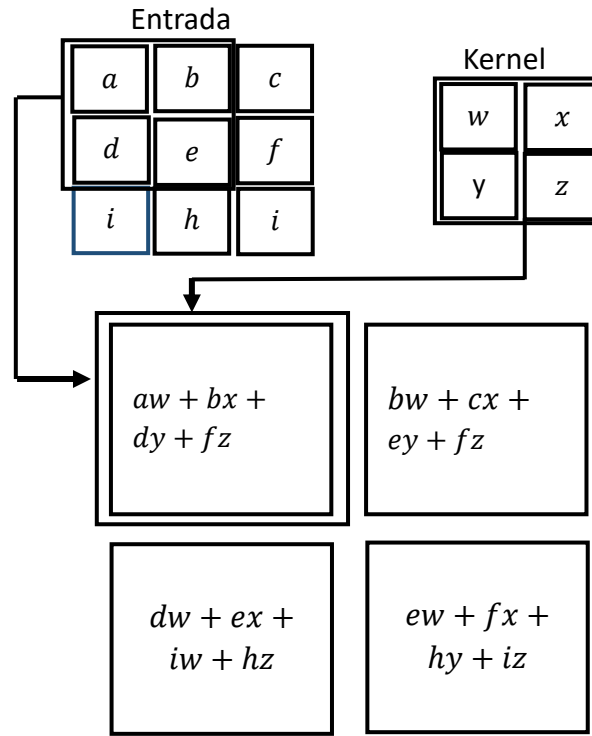 Entrada
a b c
d e f
i h i
Kernel
w x
y z
aw + bx +
dy + fz
bw + cx +
ey + fz
dw + ex +
iw + hz
ew + fx +
hy + iz